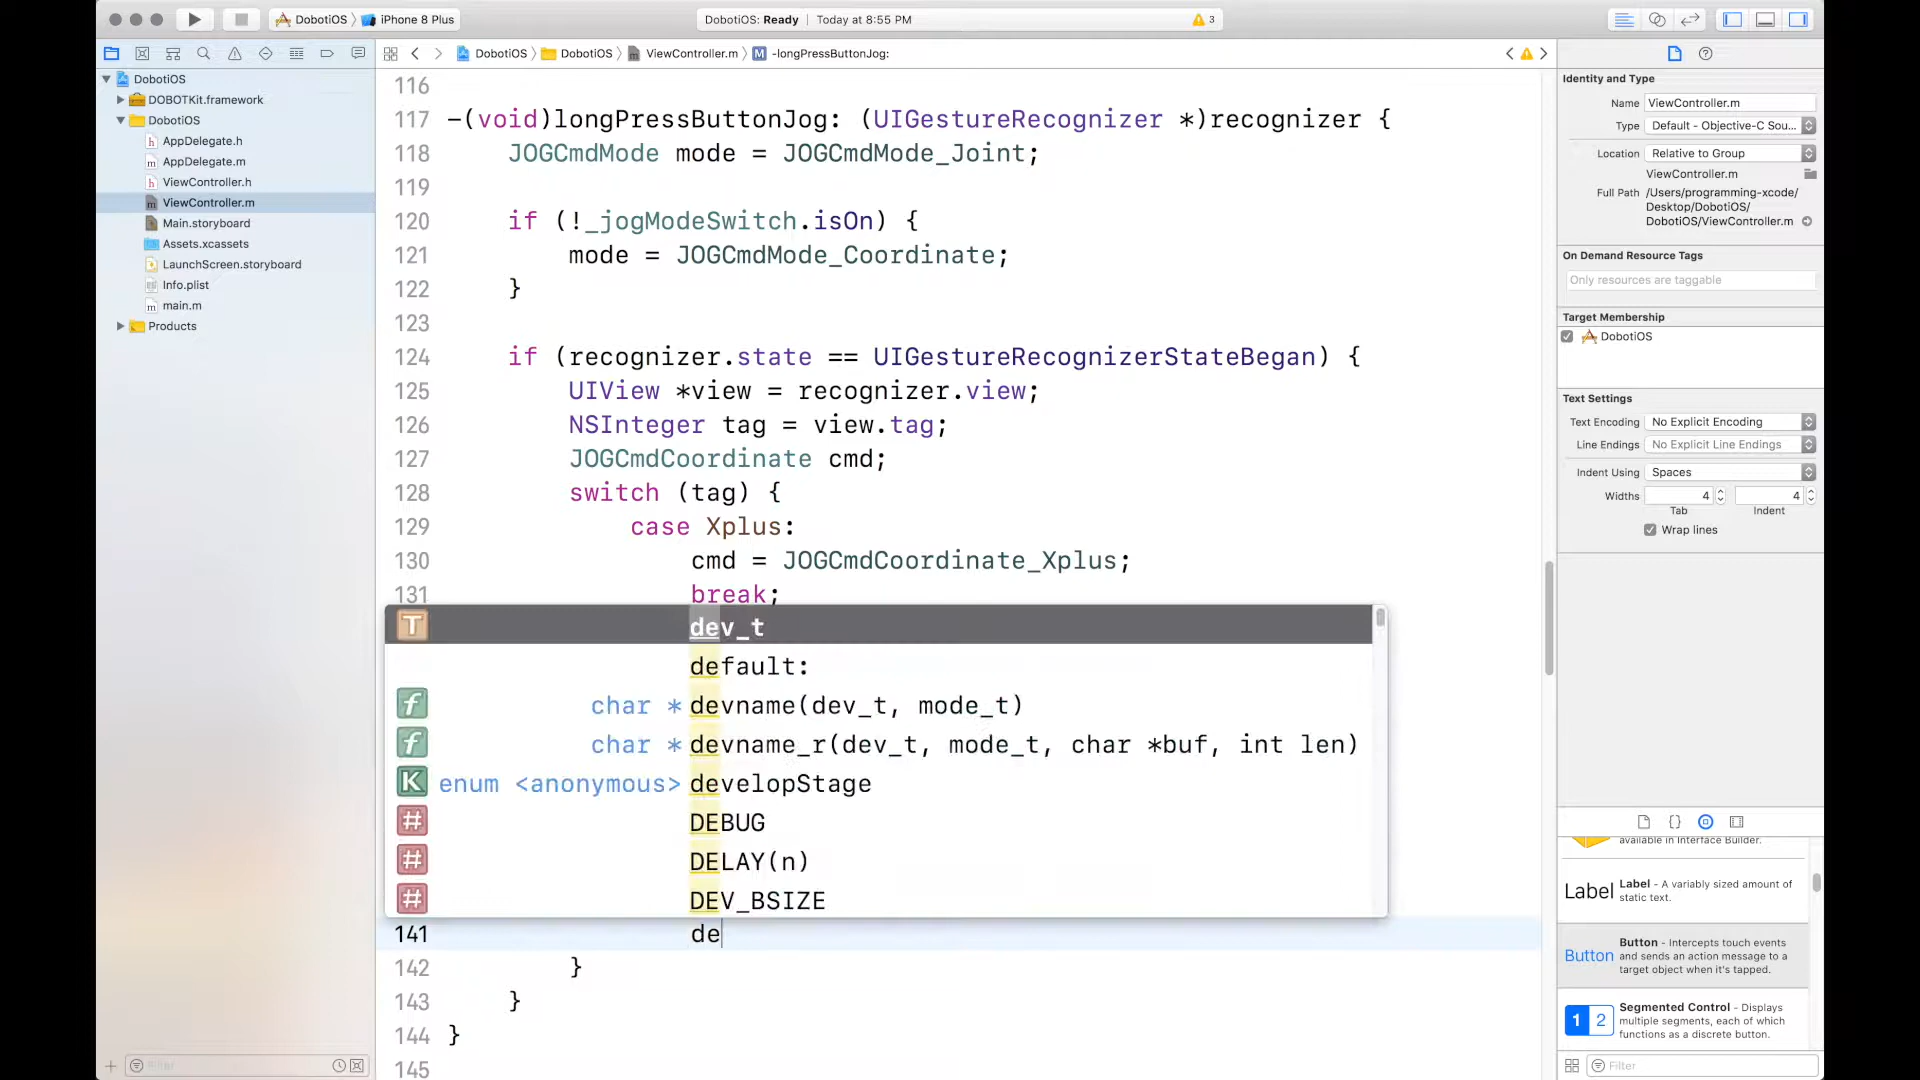 DobotiOS
iPhone 8 Plus
DobotiOS: Ready | Today at 8:55 PM
3
DobotiOS
DobotiOS
ViewController.m
M
-longPressButtonJog:
DobotiOS
DOBOTKit.framework
DobotiOS
h AppDelegate.h
m AppDelegate.m
h ViewController.h
m ViewController.m
Main.storyboard
Assets.xcassets
LaunchScreen.storyboard
Info.plist
m main.m
Products
Filter
116
117 -(void)longPressButtonJog: (UIGestureRecognizer *)recognizer {
118 JOGCmdMode mode = JOGCmdMode_Joint;
119
120 if (!_jogModeSwitch.isOn) {
121 mode = JOGCmdMode_Coordinate;
122 }
123
124 if (recognizer.state == UIGestureRecognizerStateBegan) {
125 UIView *view = recognizer.view;
126 NSInteger tag = view.tag;
127 JOGCmdCoordinate cmd;
128 switch (tag) {
129 case Xplus:
130 cmd = JOGCmdCoordinate_Xplus;
131 break;
T dev_t
default:
f char * devname(dev_t, mode_t)
f char * devname_r(dev_t, mode_t, char *buf, int len)
K enum <anonymous> developStage
# DEBUG
# DELAY(n)
# DEV_BSIZE
141 de
142 }
143 }
144 }
145
Identity and Type
Name ViewController.m
Type Default - Objective-C Sou...
Location Relative to Group
ViewController.m
Full Path /Users/programming-xcode/
Desktop/DobotiOS/
DobotiOS/ViewController.m
On Demand Resource Tags
Only resources are taggable
Target Membership
DobotiOS
Text Settings
Text Encoding No Explicit Encoding
Line Endings No Explicit Line Endings
Indent Using Spaces
Widths 4 4
Tab Indent
Wrap lines
{}
available in Interface Builder.
Label Label - A variably sized amount of
static text.
Button Button - Intercepts touch events
and sends an action message to a
target object when it's tapped.
1 2 Segmented Control - Displays
multiple segments, each of which
functions as a discrete button.
Filter